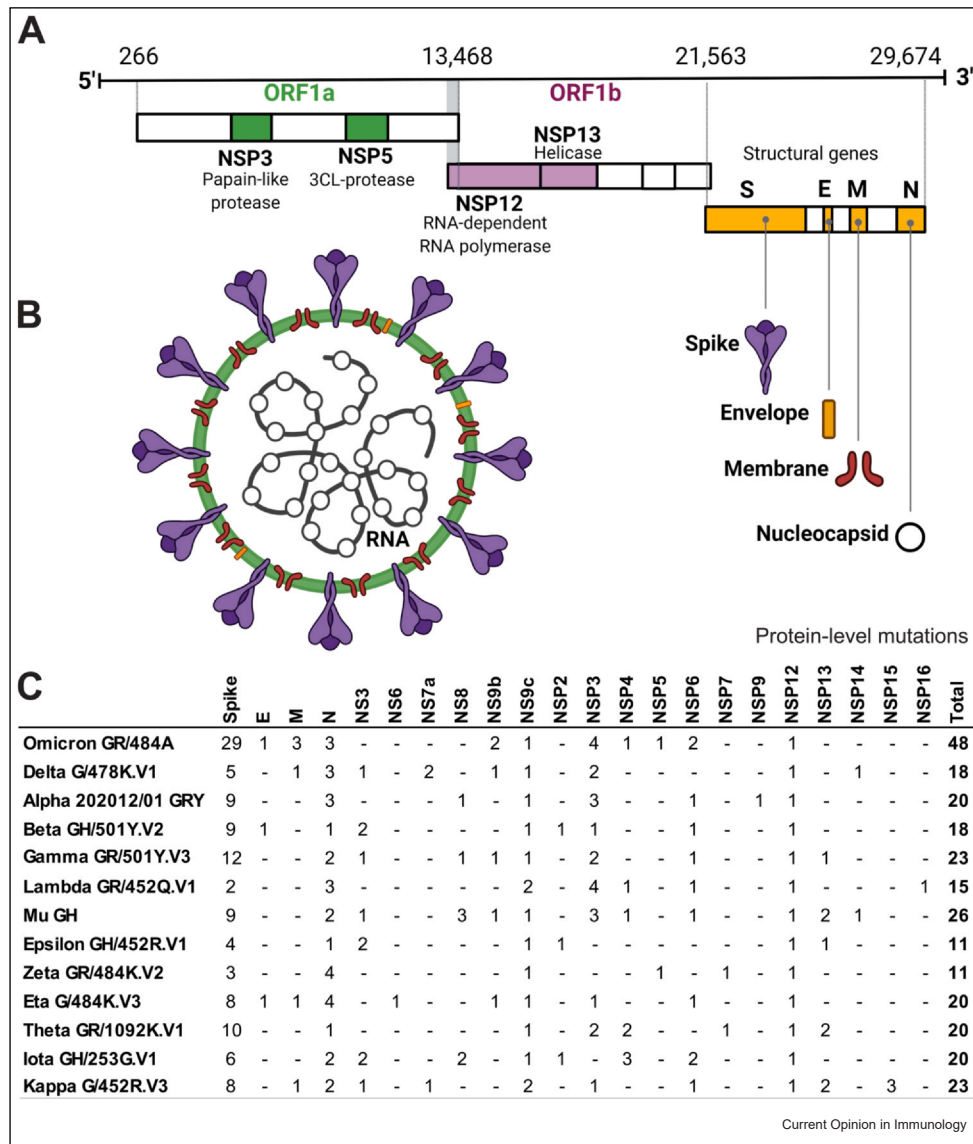 A
266 13,468 21,563 29,674
5' 3'
ORF1a ORF1b
NSP3
Papain-like
protease
NSP5
3CL-protease
NSP13
Helicase
NSP12
RNA-dependent
RNA polymerase
Structural genes
S E M N
B
RNA
Spike
Envelope
Membrane
Nucleocapsid
Protein-level mutations
C
Spike E M N NS3 NS6 NS7a NS8 NS9b NS9c NSP2 NSP3 NSP4 NSP5 NSP6 NSP7 NSP9 NSP12 NSP13 NSP14 NSP15 NSP16 Total
Omicron GR/484A 29 1 3 3 - - - - 2 1 - 4 1 1 2 - - 1 - - - - 48
Delta G/478K.V1 5 - 1 3 1 - 2 - 1 1 - 2 - - - - - 1 - 1 - - 18
Alpha 202012/01 GRY 9 - - 3 - - - 1 - 1 - 3 - - 1 - 1 1 - - - - 20
Beta GH/501Y.V2 9 1 - 1 2 - - - - 1 1 1 - - 1 - - 1 - - - - 18
Gamma GR/501Y.V3 12 - - 2 1 - - 1 1 1 - 2 - - 1 - - 1 1 - - - 23
Lambda GR/452Q.V1 2 - - 3 - - - - - 2 - 4 1 - 1 - - 1 - - - 1 15
Mu GH 9 - - 2 1 - - 3 1 1 - 3 1 - 1 - - 1 2 1 - - 26
Epsilon GH/452R.V1 4 - - 1 2 - - - - 1 1 - - - - - - 1 1 - - - 11
Zeta GR/484K.V2 3 - - 4 - - - - - 1 - - - 1 - 1 - 1 - - - - 11
Eta G/484K.V3 8 1 1 4 - 1 - - 1 1 - 1 - - 1 - - 1 - - - - 20
Theta GR/1092K.V1 10 - - 1 - - - - - 1 - 2 2 - - 1 - 1 2 - - - 20
Iota GH/253G.V1 6 - - 2 2 - - 2 - 1 1 - 3 - 2 - - 1 - - - - 20
Kappa G/452R.V3 8 - 1 2 1 - 1 - - 2 - 1 - - 1 - - 1 2 - 3 - 23
Current Opinion in Immunology